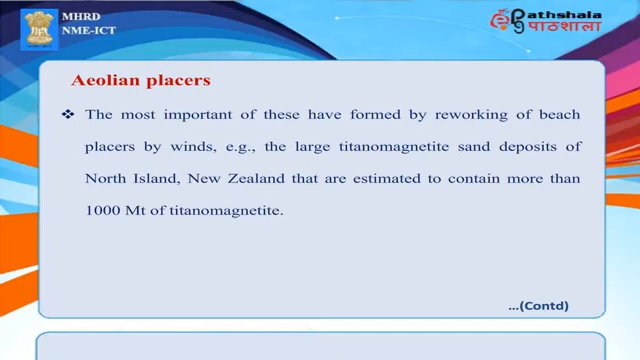 MHRD
NME-ICT
Pathshala
पाठशाला
Aeolian placers
❖ The most important of these have formed by reworking of beach
placers by winds, e.g., the large titanomagnetite sand deposits of
North Island, New Zealand that are estimated to contain more than
1000 Mt of titanomagnetite.
...(Contd)